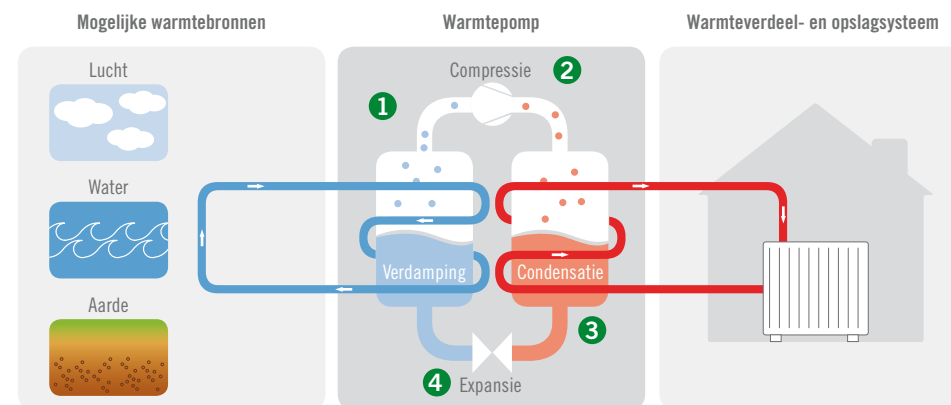 Mogelijke warmtebronnen
Warmtepomp
Warmteverdeel- en opslagsysteem
Lucht
Compressie
2
1
Water
Verdamping
Condensatie
Aarde
3
4
Expansie